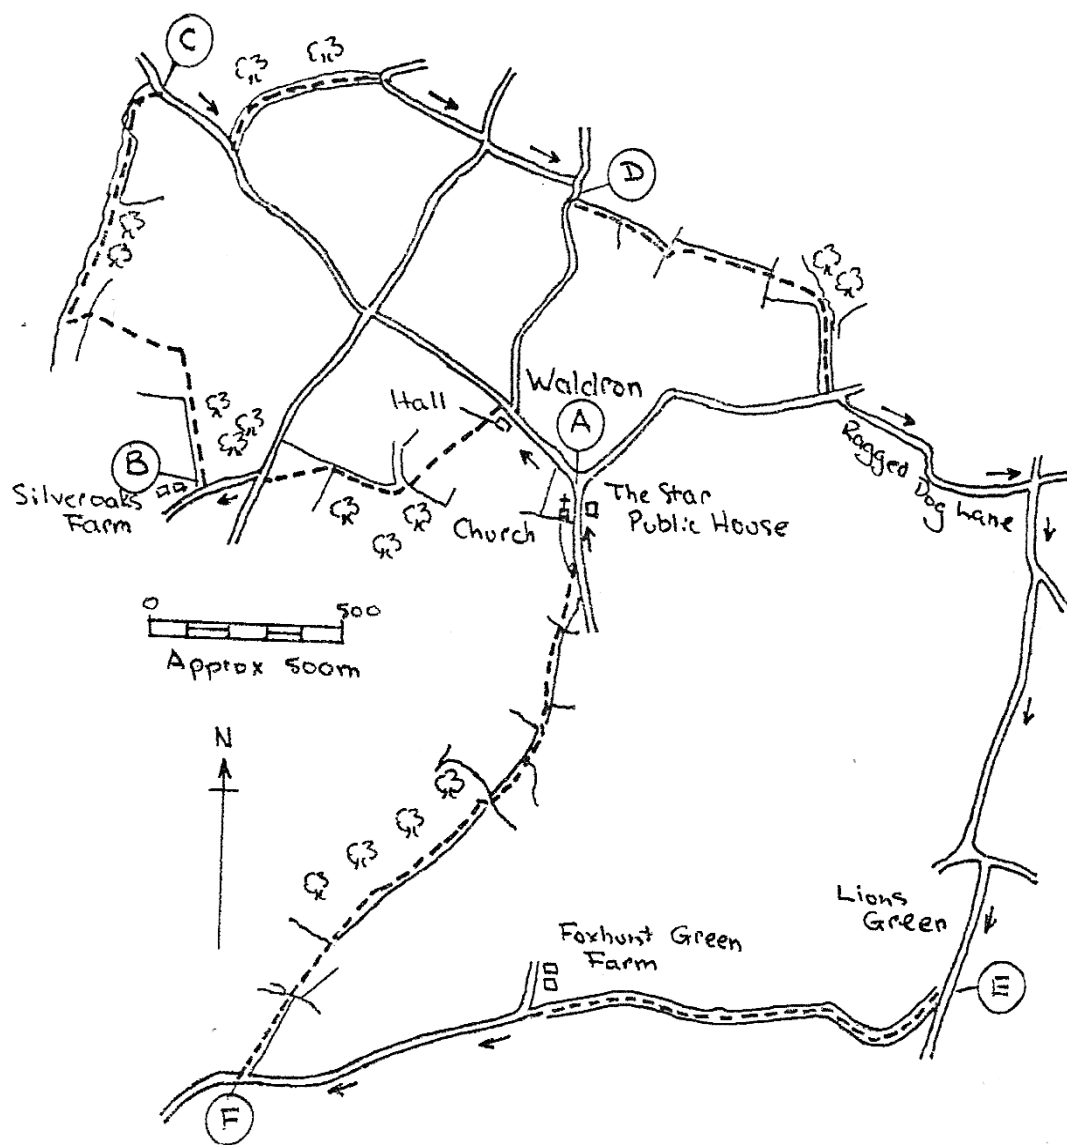 C
D
Hall
Waldron
A
B
Silveroaks
Farm
Church
The Star
Public House
Ragged Dog Lane
0
500
Approx 500m
N
Lions
Green
Foxhurst Green
Farm
E
F